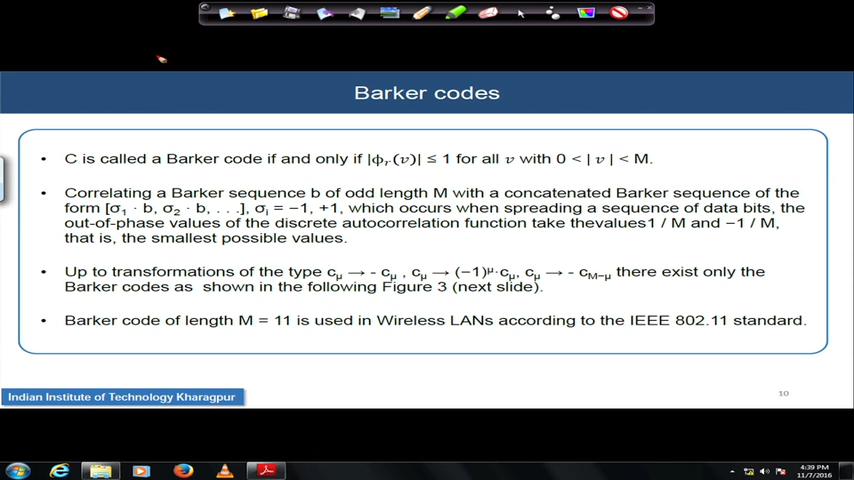 Barker codes
• C is called a Barker code if and only if |ϕᵣ(v)| ≤ 1 for all v with 0 < | v | < M.
• Correlating a Barker sequence b of odd length M with a concatenated Barker sequence of the
form [σ₁ · b, σ₂ · b, . . .], σᵢ = −1, +1, which occurs when spreading a sequence of data bits, the
out-of-phase values of the discrete autocorrelation function take thevalues1 / M and −1 / M,
that is, the smallest possible values.
• Up to transformations of the type cμ → - cμ , cμ → (−1)^μ·cμ, cμ → - c_M−μ there exist only the
Barker codes as shown in the following Figure 3 (next slide).
• Barker code of length M = 11 is used in Wireless LANs according to the IEEE 802.11 standard.
Indian Institute of Technology Kharagpur
10
4:39 PM
11/7/2016